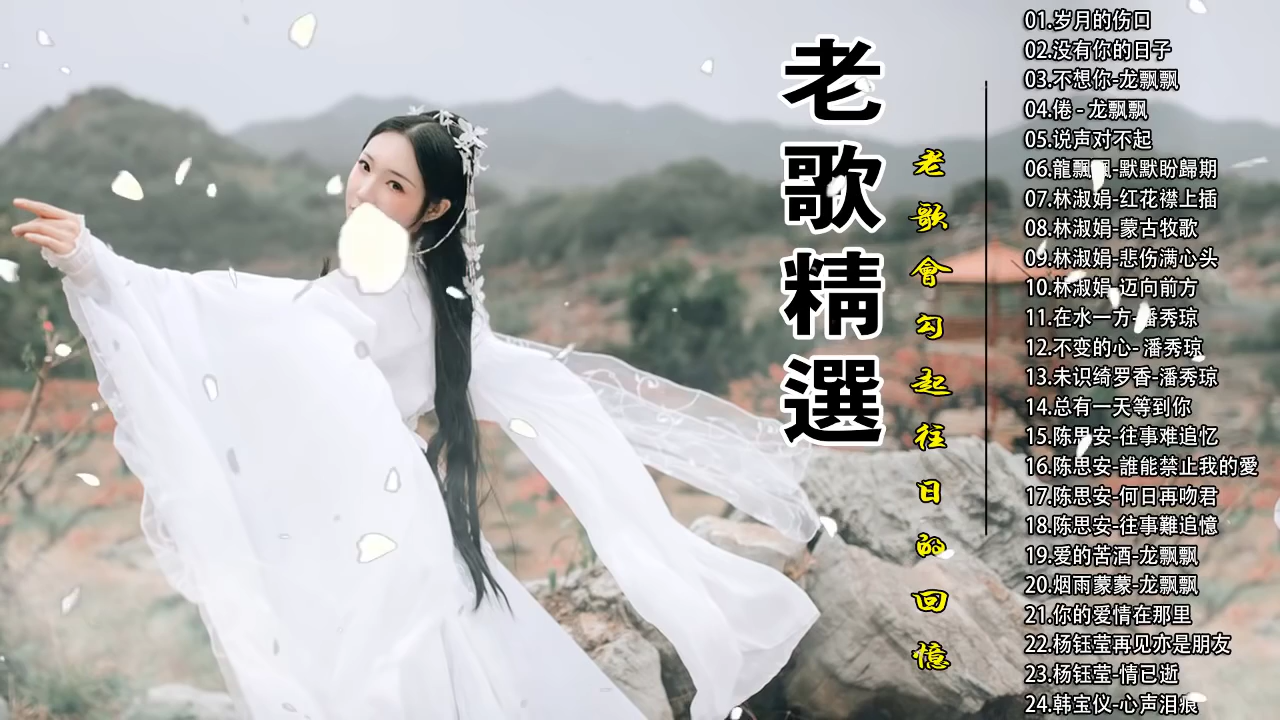 老歌精選
老歌會勾起往日的回憶
01.岁月的伤口
02.没有你的日子
03.不想你-龙飘飘
04.倦 - 龙飘飘
05.说声对不起
06.龍飄飄-默默盼歸期
07.林淑娟-红花襟上插
08.林淑娟-蒙古牧歌
09.林淑娟-悲伤满心头
10.林淑娟-迈向前方
11.在水一方-潘秀琼
12.不变的心- 潘秀琼
13.未识绮罗香-潘秀琼
14.总有一天等到你
15.陈思安-往事难追忆
16.陈思安-誰能禁止我的愛
17.陈思安-何日再吻君
18.陈思安-往事難追憶
19.爱的苦酒-龙飘飘
20.烟雨蒙蒙-龙飘飘
21.你的爱情在那里
22.杨钰莹再见亦是朋友
23.杨钰莹-情已逝
24.韩宝仪-心声泪痕